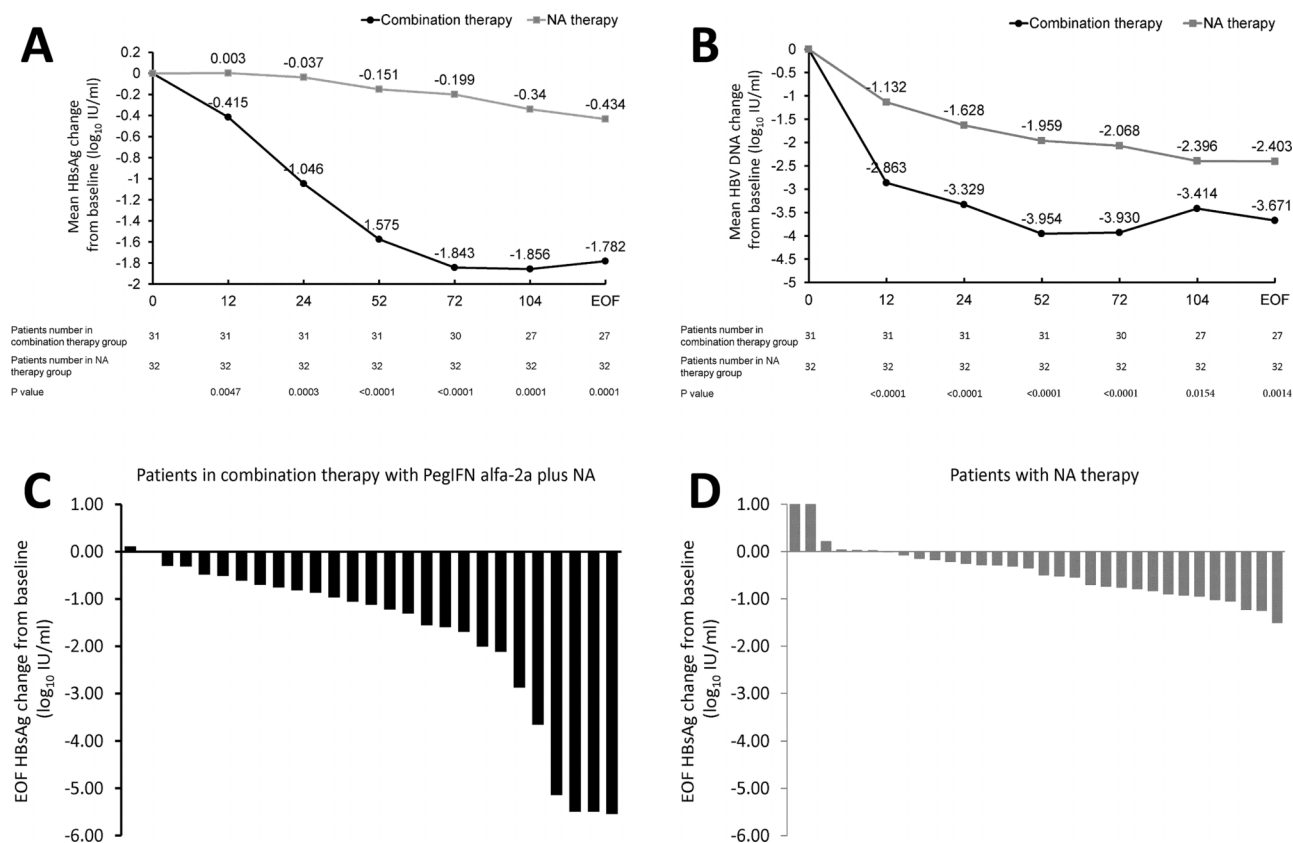 Combination therapy NA therapy
A
Mean HBsAg change
from baseline (log10 IU/ml)
0.2
0
-0.2
-0.4
-0.6
-0.8
-1
-1.2
-1.4
-1.6
-1.8
-2
0.003
-0.037
-0.151
-0.199
-0.34
-0.434
-0.415
-1.046
1.575
-1.843
-1.856
-1.782
0 12 24 52 72 104 EOF
Patients number in
combination therapy group
31 31 31 31 30 27 27
Patients number in NA
therapy group
32 32 32 32 32 32 32
P value
0.0047 0.0003 <0.0001 <0.0001 0.0001 0.0001
Combination therapy NA therapy
B
Mean HBV DNA change
from baseline (log10 IU/ml)
0
-0.5
-1
-1.5
-2
-2.5
-3
-3.5
-4
-4.5
-5
-1.132
-1.628
-1.959
-2.068
-2.396
-2.403
-2.863
-3.329
-3.954
-3.930
-3.414
-3.671
0 12 24 52 72 104 EOF
Patients number in
combination therapy group
31 31 31 31 30 27 27
Patients number in NA
therapy group
32 32 32 32 32 32 32
P value
<0.0001 <0.0001 <0.0001 <0.0001 0.0154 0.0014
C
Patients in combination therapy with PegIFN alfa-2a plus NA
EOF HBsAg change from baseline
(log10 IU/ml)
1.00
0.00
-1.00
-2.00
-3.00
-4.00
-5.00
-6.00
D
Patients with NA therapy
EOF HBsAg change from baseline
(log10 IU/ml)
1.00
0.00
-1.00
-2.00
-3.00
-4.00
-5.00
-6.00